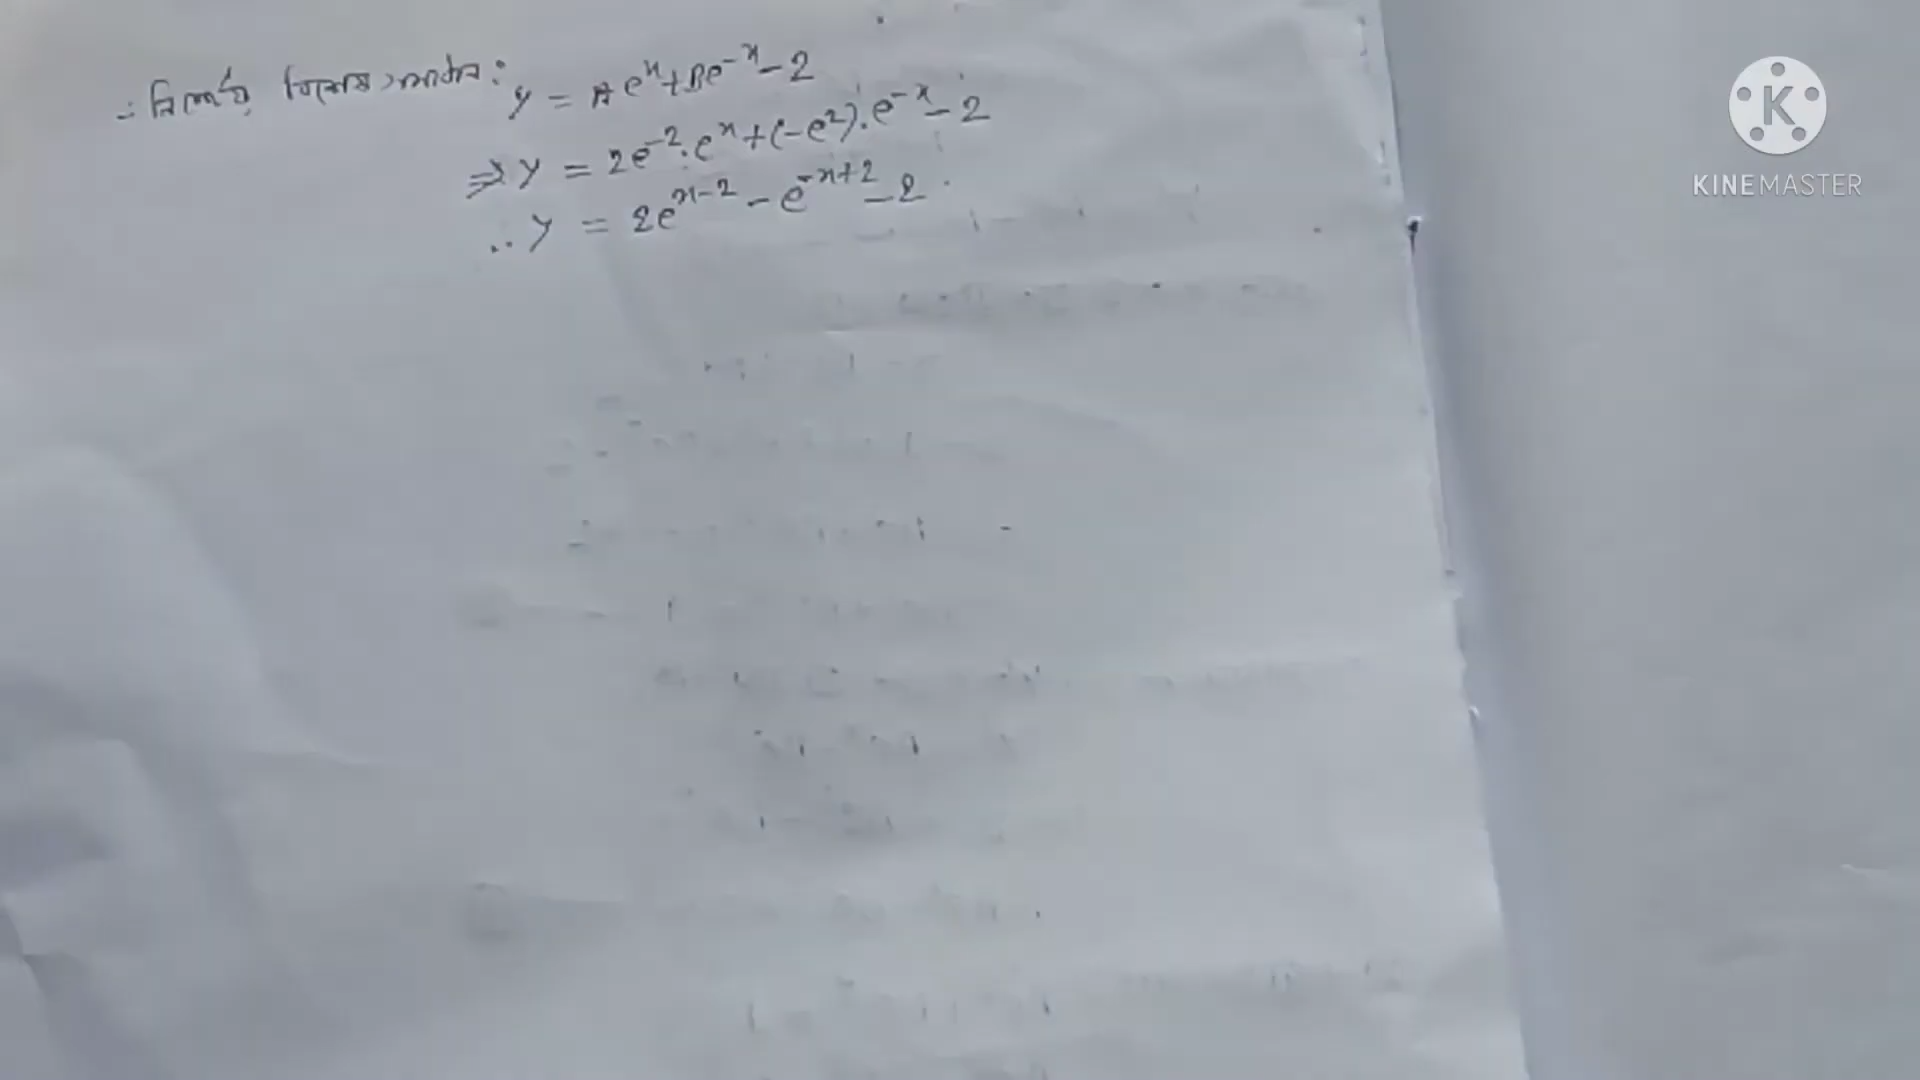 ∴ নির্ণেয় বিশেষ সমাধান: y = Ae^x + Be^-x - 2
⇒ y = 2e^-2 . e^x + (-e^2) . e^-x - 2
∴ y = 2e^x-2 - e^-x+2 - 2 .
KINEMASTER